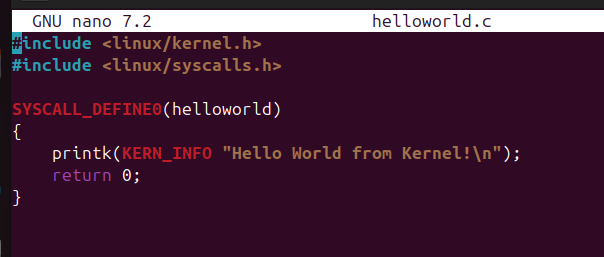 GNU nano 7.2 helloworld.c
#include <linux/kernel.h>
#include <linux/syscalls.h>
SYSCALL_DEFINE0(helloworld)
{
printk(KERN_INFO "Hello World from Kernel!\n");
return 0;
}